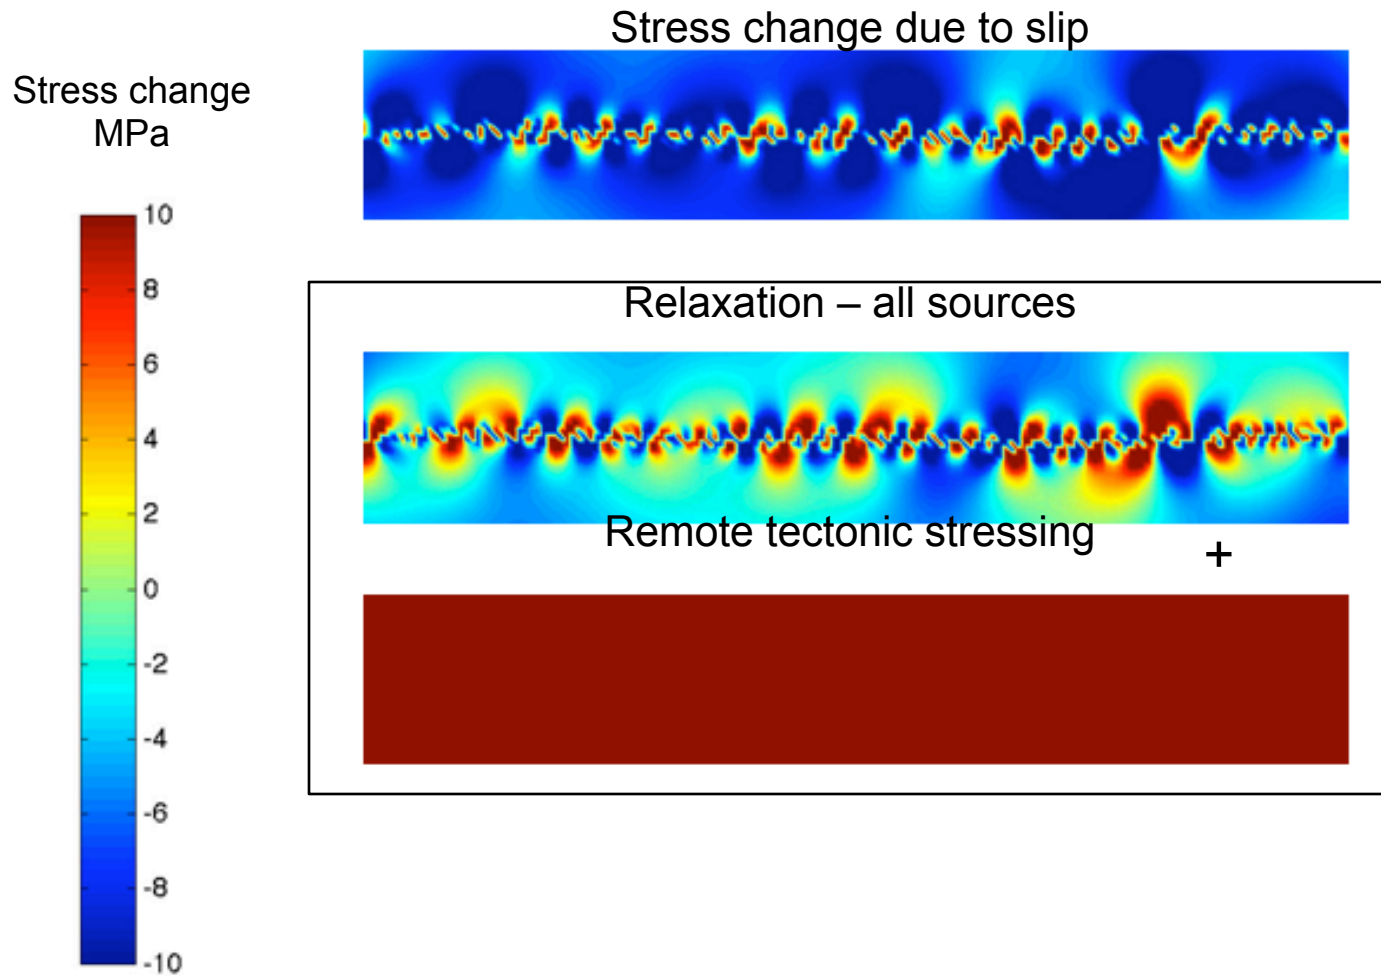 Stress change due to slip
Stress change
MPa
10
8
6
4
2
0
-2
-4
-6
-8
-10
Relaxation – all sources
Remote tectonic stressing
+